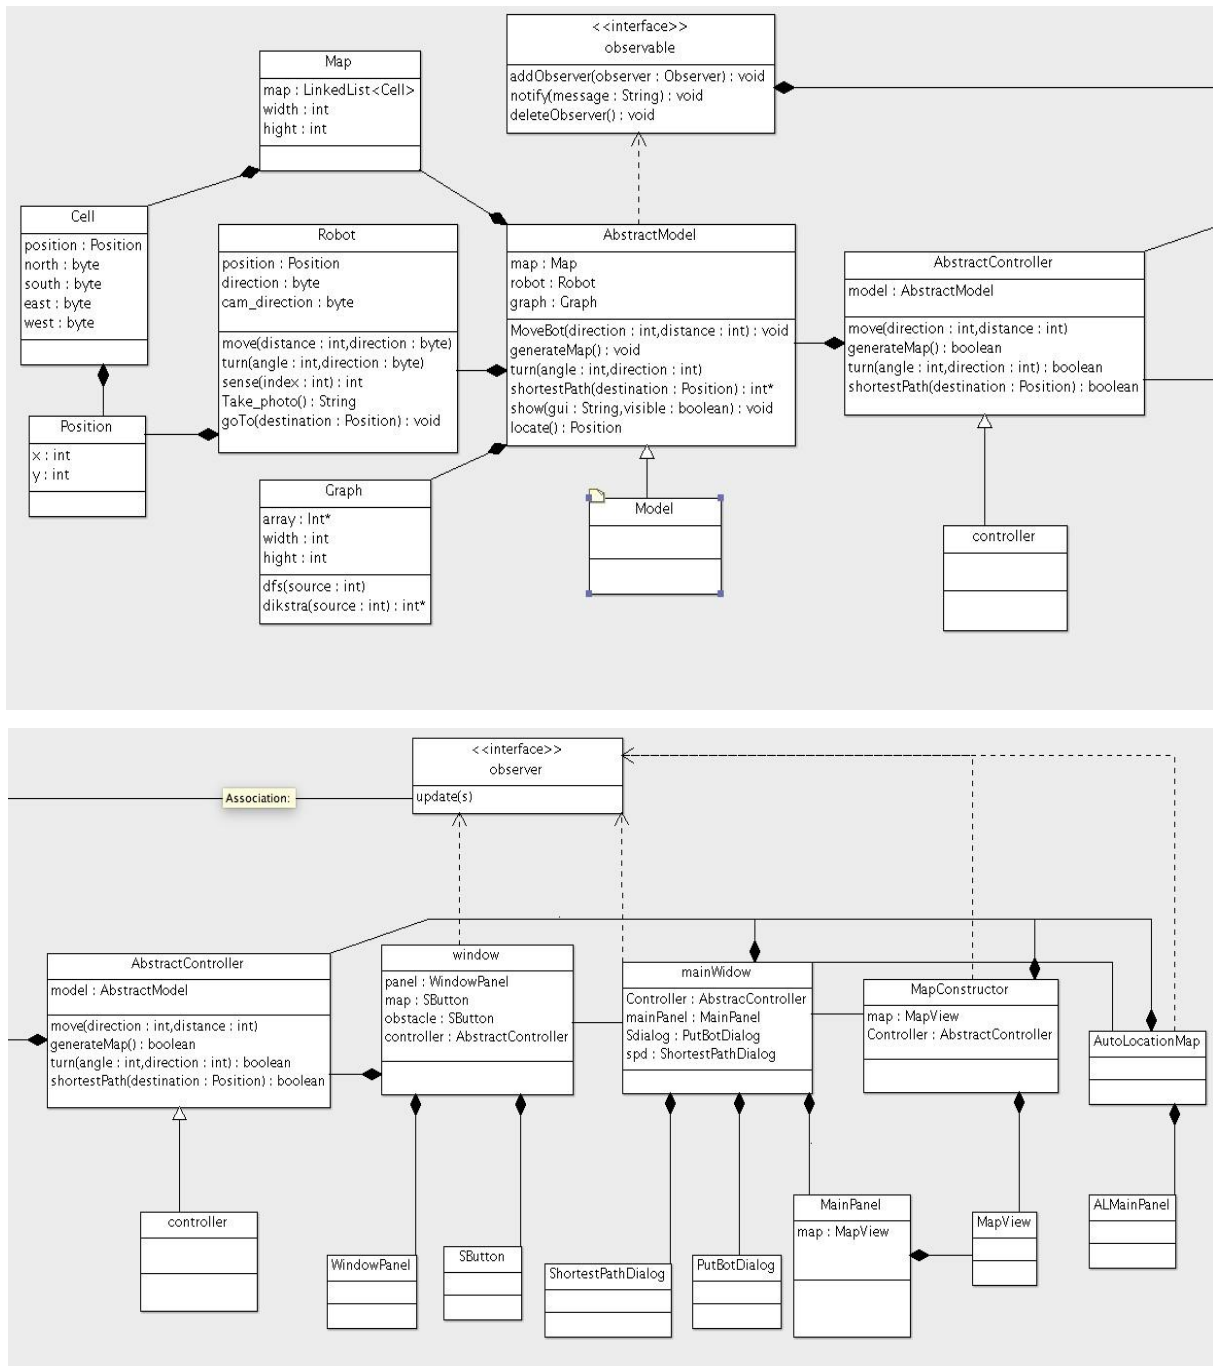 <<interface>>
observable
addObserver(observer : Observer) : void
notify(message : String) : void
deleteObserver() : void
Map
map : LinkedList<Cell>
width : int
hight : int
Cell
position : Position
north : byte
south : byte
east : byte
west : byte
Robot
position : Position
direction : byte
cam_direction : byte
move(distance : int,direction : byte)
turn(angle : int,direction : byte)
sense(index : int) : int
Take_photo() : String
goTo(destination : Position) : void
AbstractModel
map : Map
robot : Robot
graph : Graph
MoveBot(direction : int,distance : int) : void
generateMap() : void
turn(angle : int,direction : int)
shortestPath(destination : Position) : int*
show(gui : String,visible : boolean) : void
locate() : Position
AbstractController
model : AbstractModel
move(direction : int,distance : int)
generateMap() : boolean
turn(angle : int,direction : int) : boolean
shortestPath(destination : Position) : boolean
Position
x : int
y : int
Graph
array : Int*
width : int
hight : int
dfs(source : int)
dikstra(source : int) : int*
Model
controller
<<interface>>
observer
update(s)
Association:
AbstractController
model : AbstractModel
move(direction : int,distance : int)
generateMap() : boolean
turn(angle : int,direction : int) : boolean
shortestPath(destination : Position) : boolean
window
panel : WindowPanel
map : SButton
obstacle : SButton
controller : AbstractController
mainWidow
Controller : AbstracController
mainPanel : MainPanel
Sdialog : PutBotDialog
spd : ShortestPathDialog
MapConstructor
map : MapView
Controller : AbstractController
AutoLocationMap
controller
WindowPanel
SButton
ShortestPathDialog
PutBotDialog
MainPanel
map : MapView
MapView
ALMainPanel